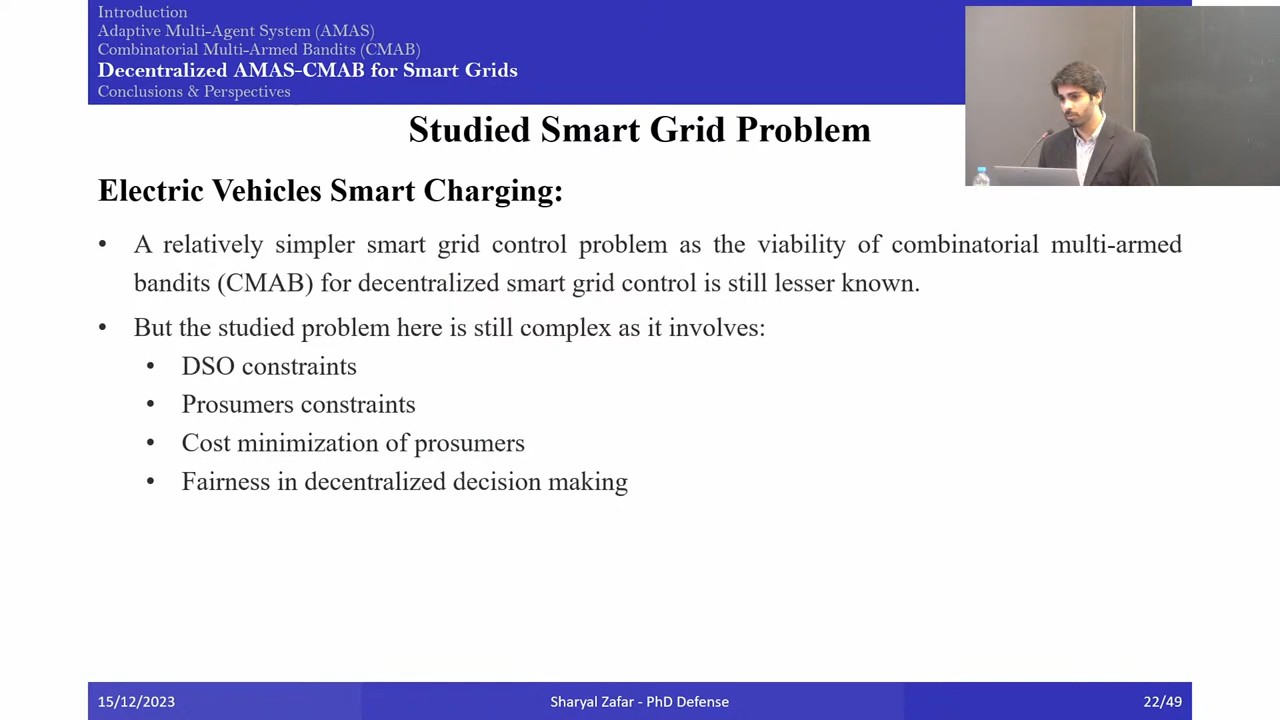 Introduction
Adaptive Multi-Agent System (AMAS)
Combinatorial Multi-Armed Bandits (CMAB)
Decentralized AMAS-CMAB for Smart Grids
Conclusions & Perspectives
Studied Smart Grid Problem
Electric Vehicles Smart Charging:
• A relatively simpler smart grid control problem as the viability of combinatorial multi-armed
bandits (CMAB) for decentralized smart grid control is still lesser known.
• But the studied problem here is still complex as it involves:
• DSO constraints
• Prosumers constraints
• Cost minimization of prosumers
• Fairness in decentralized decision making
15/12/2023
Sharyal Zafar - PhD Defense
22/49